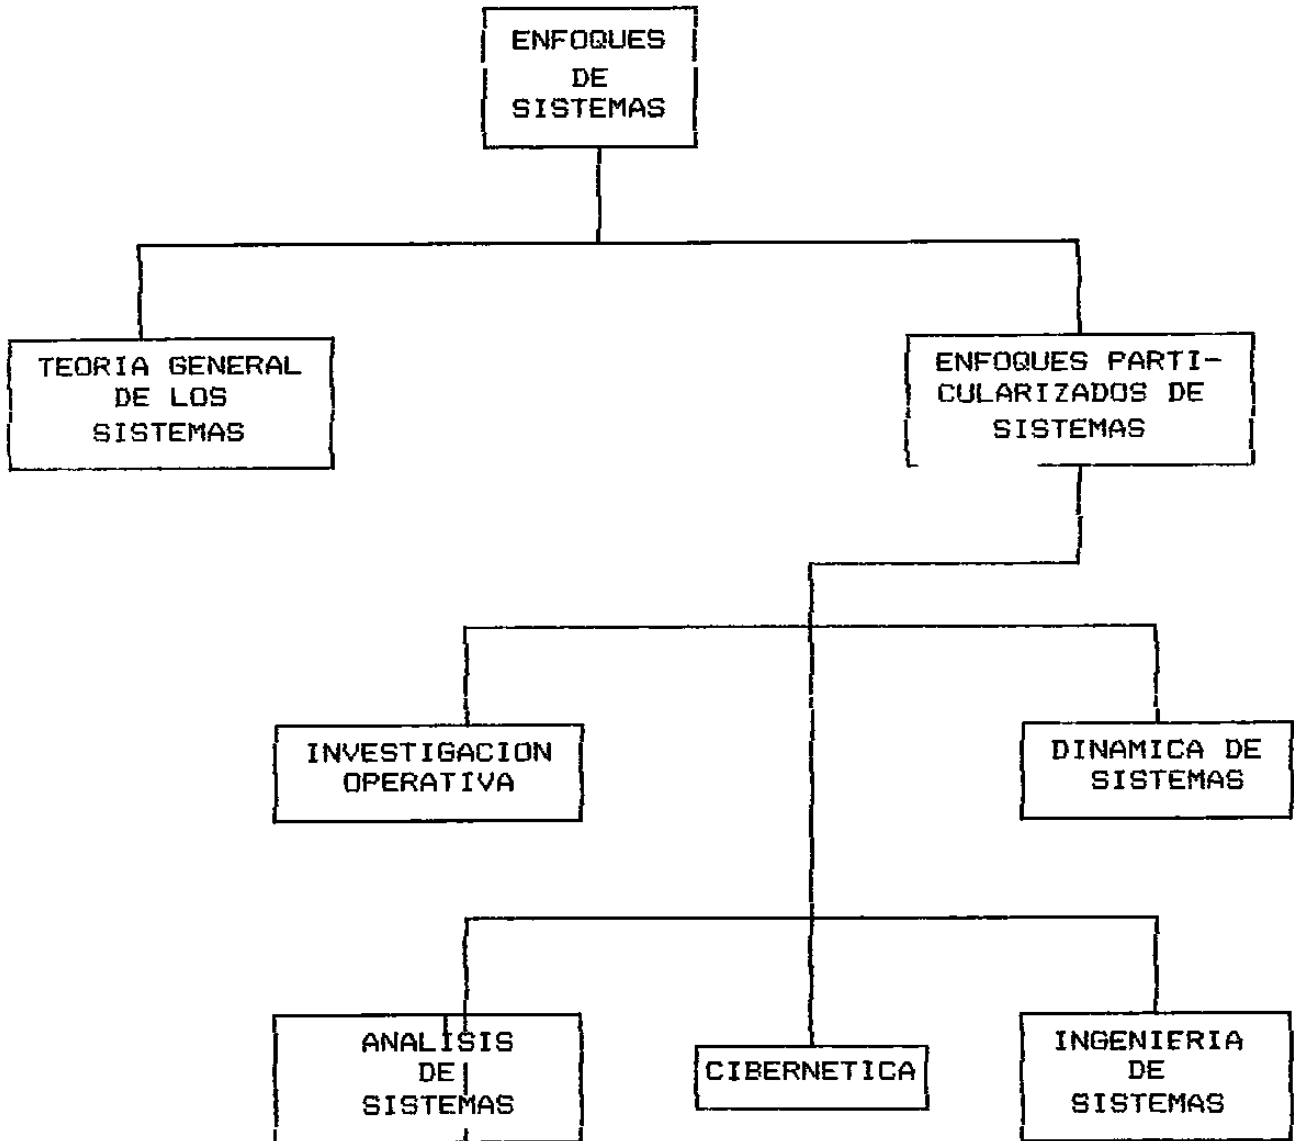 ENFOQUES
DE
SISTEMAS
TEORIA GENERAL
DE LOS
SISTEMAS
ENFOQUES PARTI-
CULARIZADOS DE
SISTEMAS
INVESTIGACION
OPERATIVA
DINAMICA DE
SISTEMAS
ANALISIS
DE
SISTEMAS
CIBERNETICA
INGENIERIA
DE
SISTEMAS